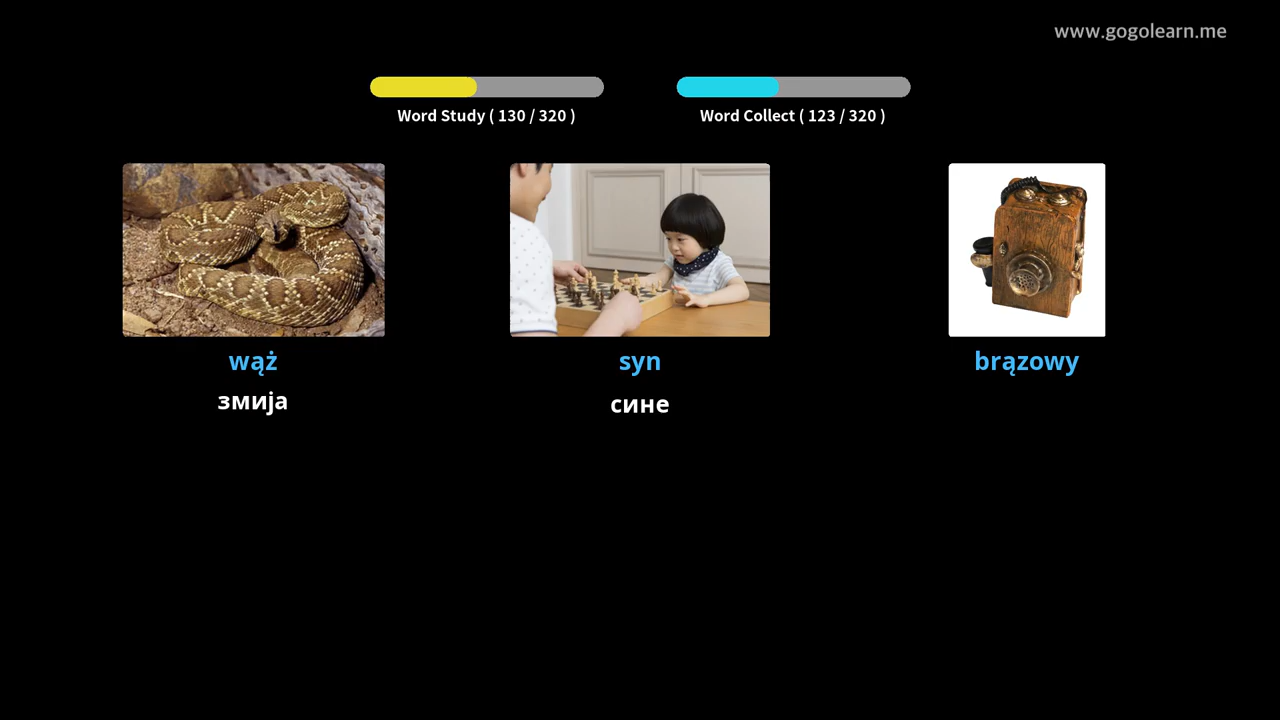 www.gogolearn.me
Word Study ( 130 / 320 )
Word Collect ( 123 / 320 )
wąż
syn
brązowy
змија
сине